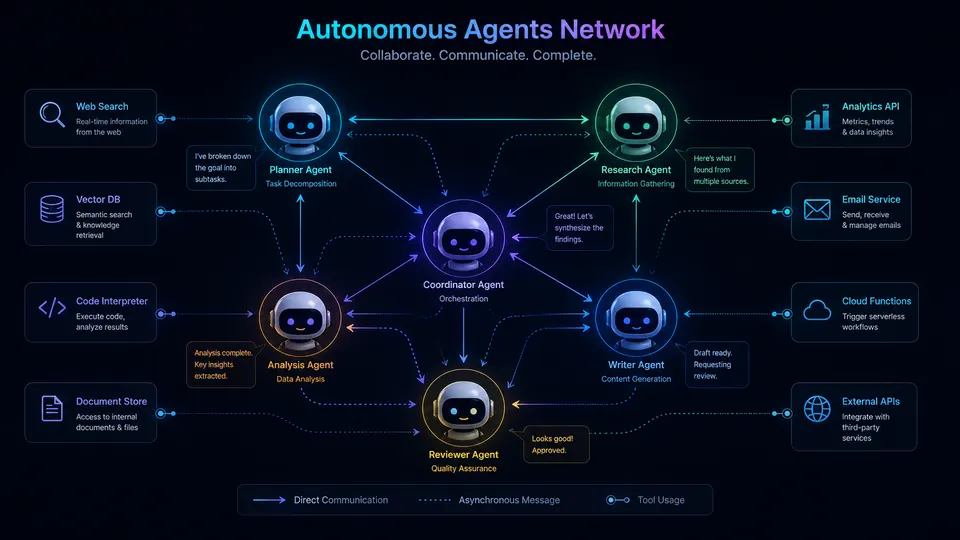 Autonomous Agents Network
Collaborate. Communicate. Complete.
Web Search
Real-time information
from the web
Vector DB
Semantic search
& knowledge
retrieval
Code Interpreter
Execute code,
analyze results
Document Store
Access to internal
documents & files
I've broken down
the goal into
subtasks.
Planner Agent
Task Decomposition
Research Agent
Information Gathering
Here's what I
found from
multiple sources.
Great! Let's
synthesize the
findings.
Coordinator Agent
Orchestration
Analysis complete.
Key insights
extracted.
Analysis Agent
Data Analysis
Writer Agent
Content Generation
Draft ready.
Requesting
review.
Looks good!
Approved.
Reviewer Agent
Quality Assurance
Analytics API
Metrics, trends
& data insights
Email Service
Send, receive
& manage emails
Cloud Functions
Trigger serverless
workflows
External APIs
Integrate with
third-party
services
Direct Communication
Asynchronous Message
Tool Usage